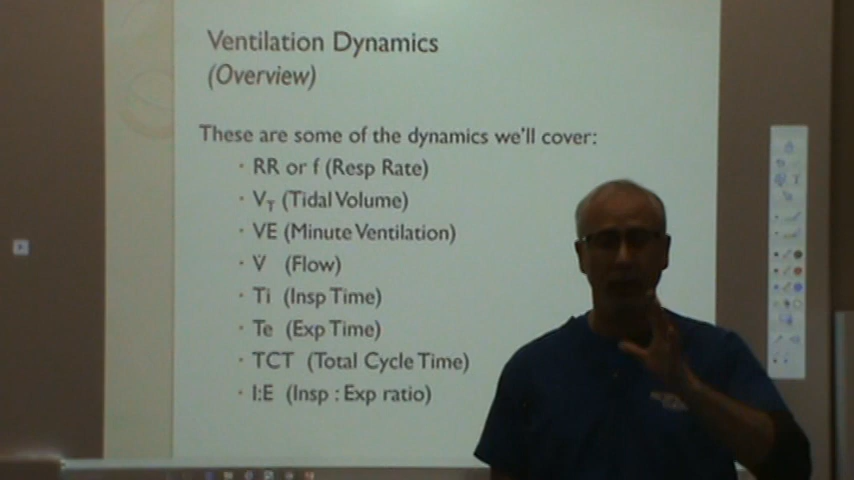 Ventilation Dynamics
(Overview)
These are some of the dynamics we'll cover:
· RR or f (Resp Rate)
· VT (Tidal Volume)
· VE (Minute Ventilation)
· V̇ (Flow)
· Ti (Insp Time)
· Te (Exp Time)
· TCT (Total Cycle Time)
· I:E (Insp : Exp ratio)